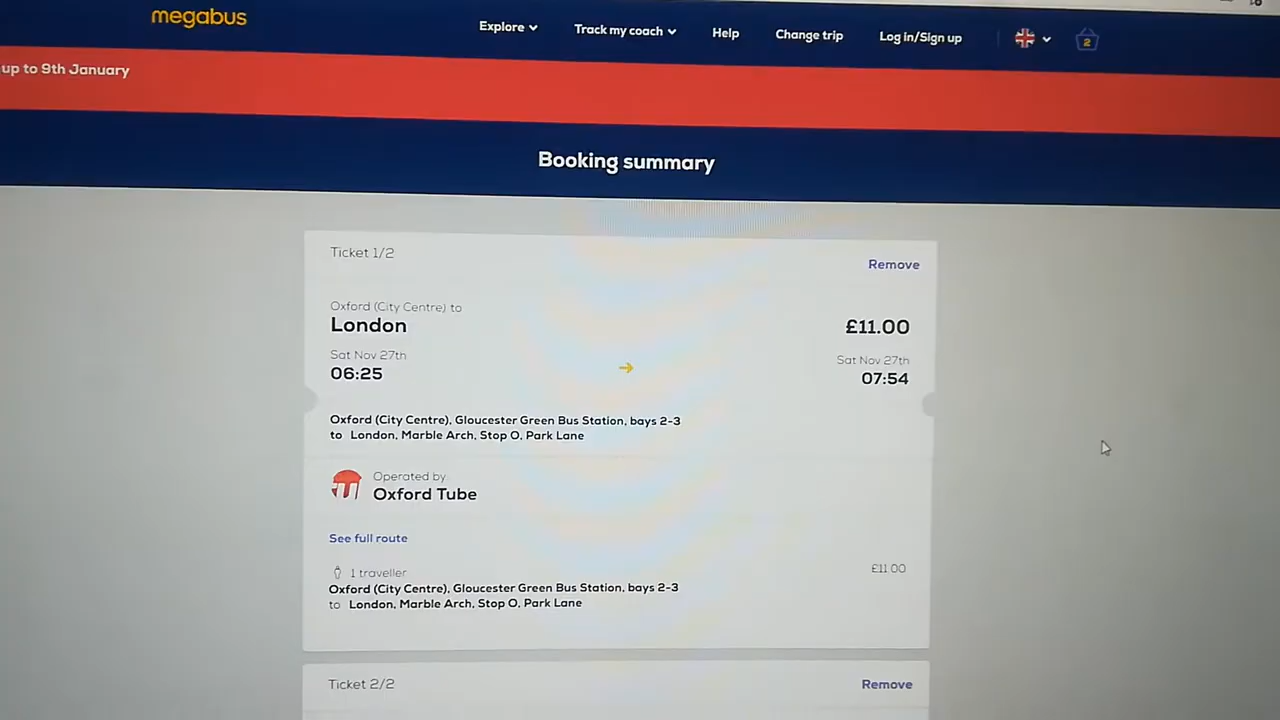 megabus
Explore
Track my coach
Help
Change trip
Log in/Sign up
2
up to 9th January
Booking summary
Ticket 1/2
Remove
Oxford (City Centre) to
London
£11.00
Sat Nov 27th
Sat Nov 27th
06:25
07:54
Oxford (City Centre), Gloucester Green Bus Station, bays 2-3
to London, Marble Arch, Stop O, Park Lane
Operated by
Oxford Tube
See full route
1 traveller
£11.00
Oxford (City Centre), Gloucester Green Bus Station, bays 2-3
to London, Marble Arch, Stop O, Park Lane
Ticket 2/2
Remove